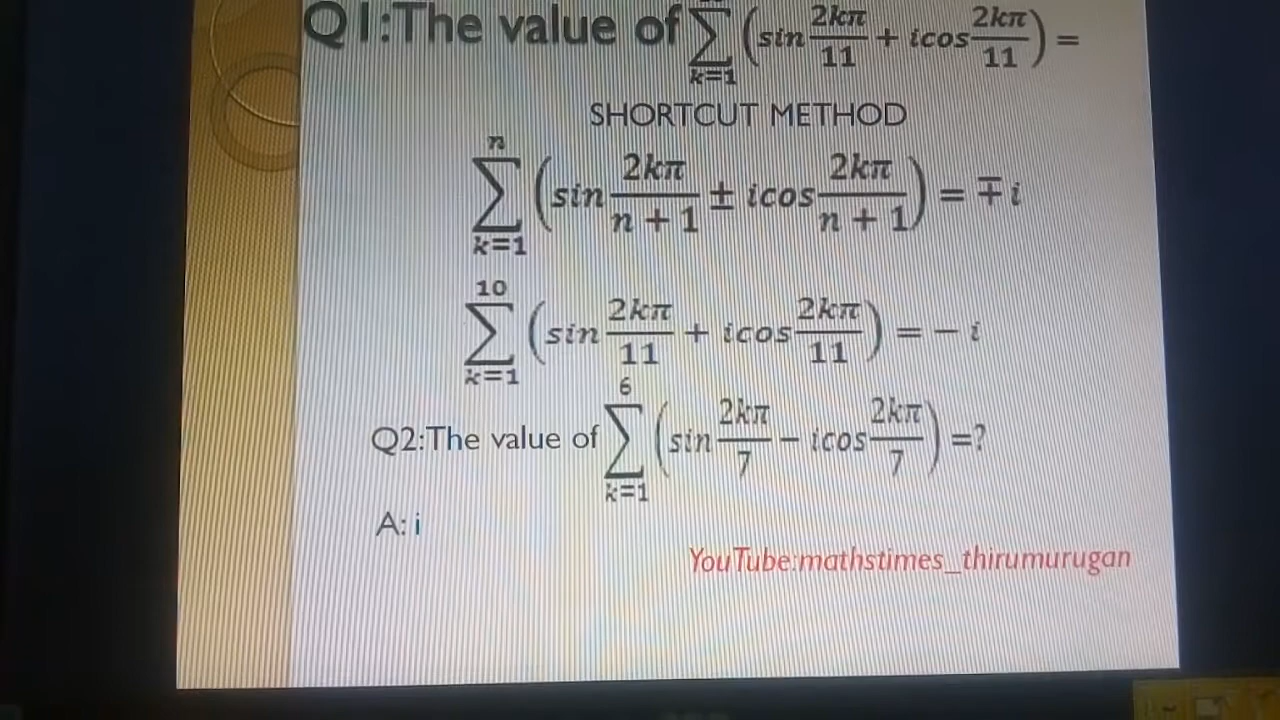 Q1:The value of ∑ k=1 (sin 2kπ/11 + icos 2kπ/11) =
SHORTCUT METHOD
n ∑ k=1 (sin 2kπ/n + 1 ± icos 2kπ/n + 1) = ∓ i
10 ∑ k=1 (sin 2kπ/11 + icos 2kπ/11) = − i
Q2:The value of 6 ∑ k=1 (sin 2kπ/7 − icos 2kπ/7) =?
A: i
YouTube:mathstimes_thirumurugan